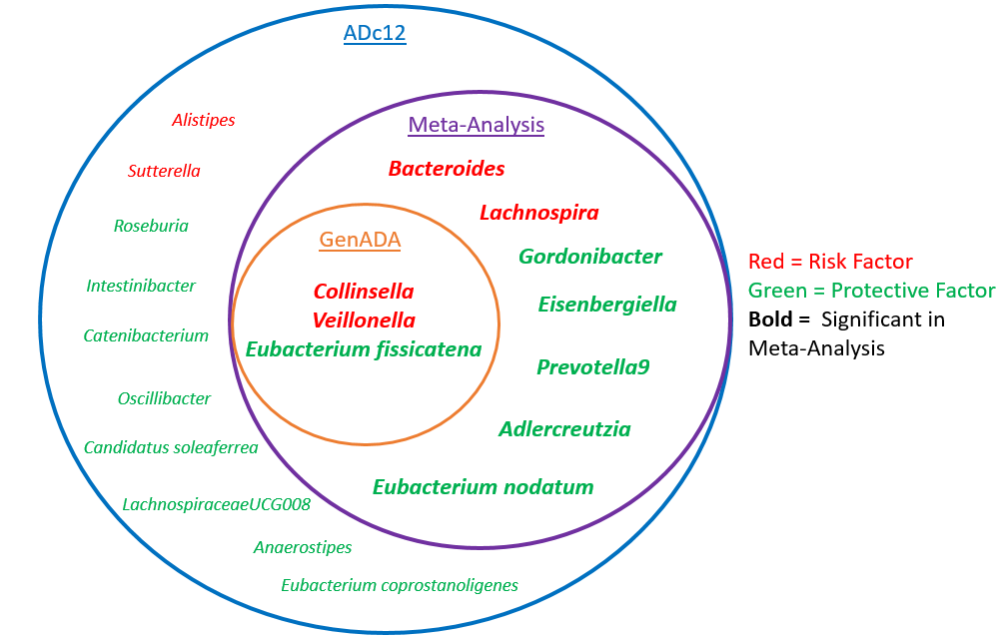 ADc12
Alistipes
Sutterella
Roseburia
Intestinibacter
Catenibacterium
Oscillibacter
Candidatus soleaferrea
LachnospiraceaeUCG008
Anaerostipes
Eubacterium coprostanoligenes
Meta-Analysis
Bacteroides
Lachnospira
Gordonibacter
Eisenbergiella
Prevotella9
Adlercreutzia
Eubacterium nodatum
GenADA
Collinsella
Veillonella
Eubacterium fissicatena
Red = Risk Factor
Green = Protective Factor
Bold = Significant in
Meta-Analysis